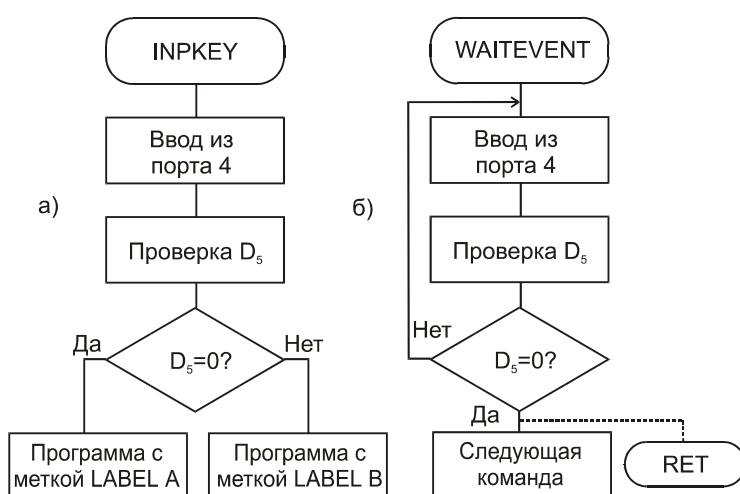 а)
INPKEY
Ввод из
порта 4
Проверка D₅
D₅=0?
Да
Нет
Программа с
меткой LABEL A
Программа с
меткой LABEL B
б)
WAITEVENT
Ввод из
порта 4
Проверка D₅
Нет
D₅=0?
Да
Следующая
команда
RET